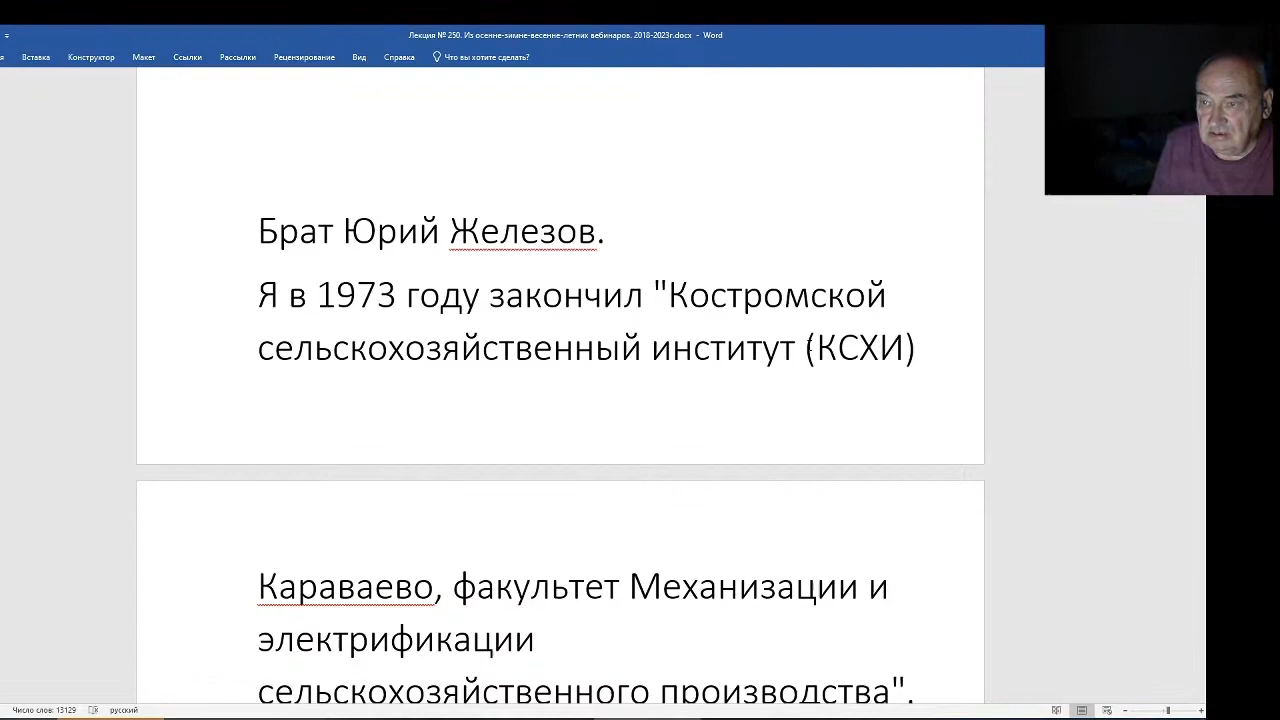 Лекция № 250. Из осенне-зимне-весенне-летних вебинаров. 2018-2023г.docx - Word
я Вставка Конструктор Макет Ссылки Рассылки Рецензирование Вид Справка Что вы хотите сделать?
Брат Юрий Железов.
Я в 1973 году закончил "Костромской
сельскохозяйственный институт (КСХИ)
Караваево, факультет Механизации и
электрификации
сельскохозяйственного производства".
Число слов: 13129 русский